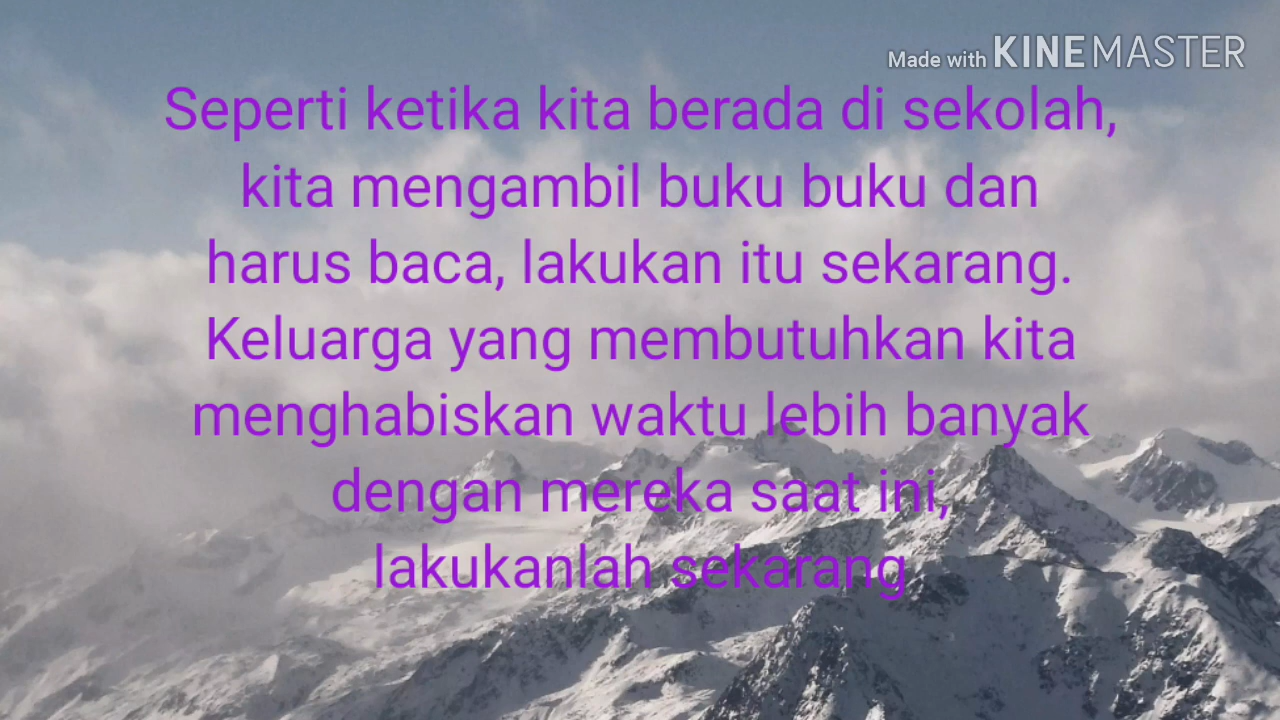 Made with KINEMASTER
Seperti ketika kita berada di sekolah,
kita mengambil buku buku dan
harus baca, lakukan itu sekarang.
Keluarga yang membutuhkan kita
menghabiskan waktu lebih banyak
dengan mereka saat ini,
lakukanlah sekarang